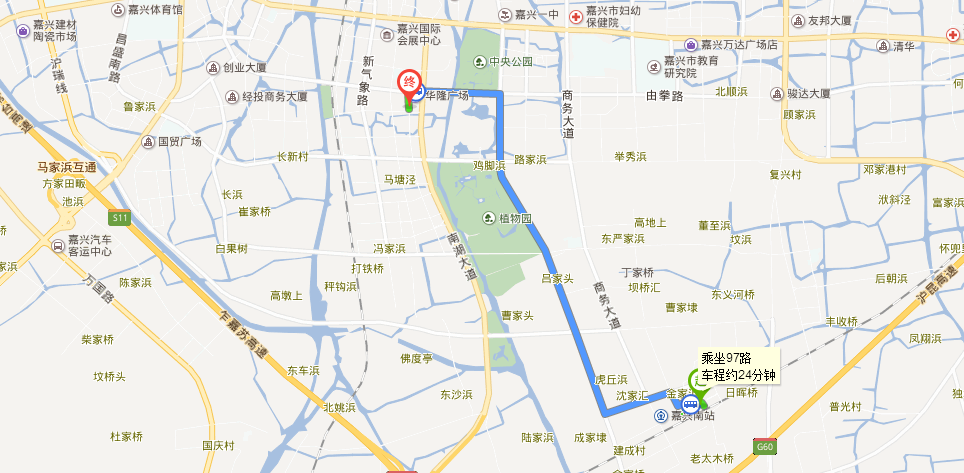 嘉兴体育馆
嘉兴建材
陶瓷市场
昌盛南路
沪瑞线
嘉兴国际
会展中心
嘉兴一中
嘉兴市妇幼
保健院
友邦大厦
嘉兴万达广场店
清华
创业大厦
新气象路
中央公园
嘉兴市教育
研究院
经投商务大厦
鲁家浜
终
华隆广场
商务大道
由拳路
北顺浜
骏达大厦
顾家浜
国贸广场
马家浜互通
方家田畈
池浜
长新村
鸡脚浜
路家浜
举秀浜
复兴村
邓家港村
马塘泾
长浜
崔家桥
洣斜泾
富家浜
S11
植物园
高地上
董至浜
嘉兴汽车
客运中心
白果树
冯家浜
南湖大道
东严家浜
坟浜
怀兜里
打铁桥
陈家浜
万国路
秤钩浜
高墩上
吕家头
丁家桥
坝桥汇
东义河桥
后朝浜
沪昆高速
商务大道
曹家埭
曹家头
丰收桥
凤翔浜
柴家桥
乍嘉苏高速
佛度亭
乘坐97路
车程约24分钟
坟桥头
东车浜
虎丘浜
沈家汇
金家
日晖桥
东沙浜
北姚浜
嘉兴南站
普光村
杜家桥
国庆村
陆家浜
成家埭
建成村
G60
老太木桥